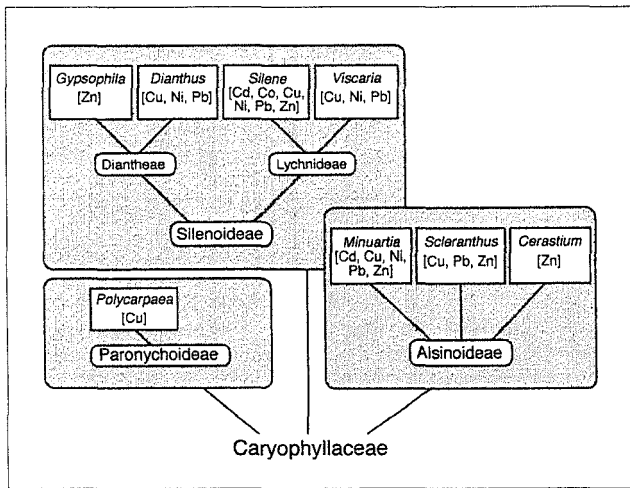 Gypsophila
[Zn]
Dianthus
[Cu, Ni, Pb]
Silene
[Cd, Co, Cu,
Ni, Pb, Zn]
Viscaria
[Cu, Ni, Pb]
Diantheae
Lychnideae
Silenoideae
Minuartia
[Cd, Cu, Ni,
Pb, Zn]
Scleranthus
[Cu, Pb, Zn]
Cerastium
[Zn]
Polycarpaea
[Cu]
Paronychoideae
Alsinoideae
Caryophyllaceae